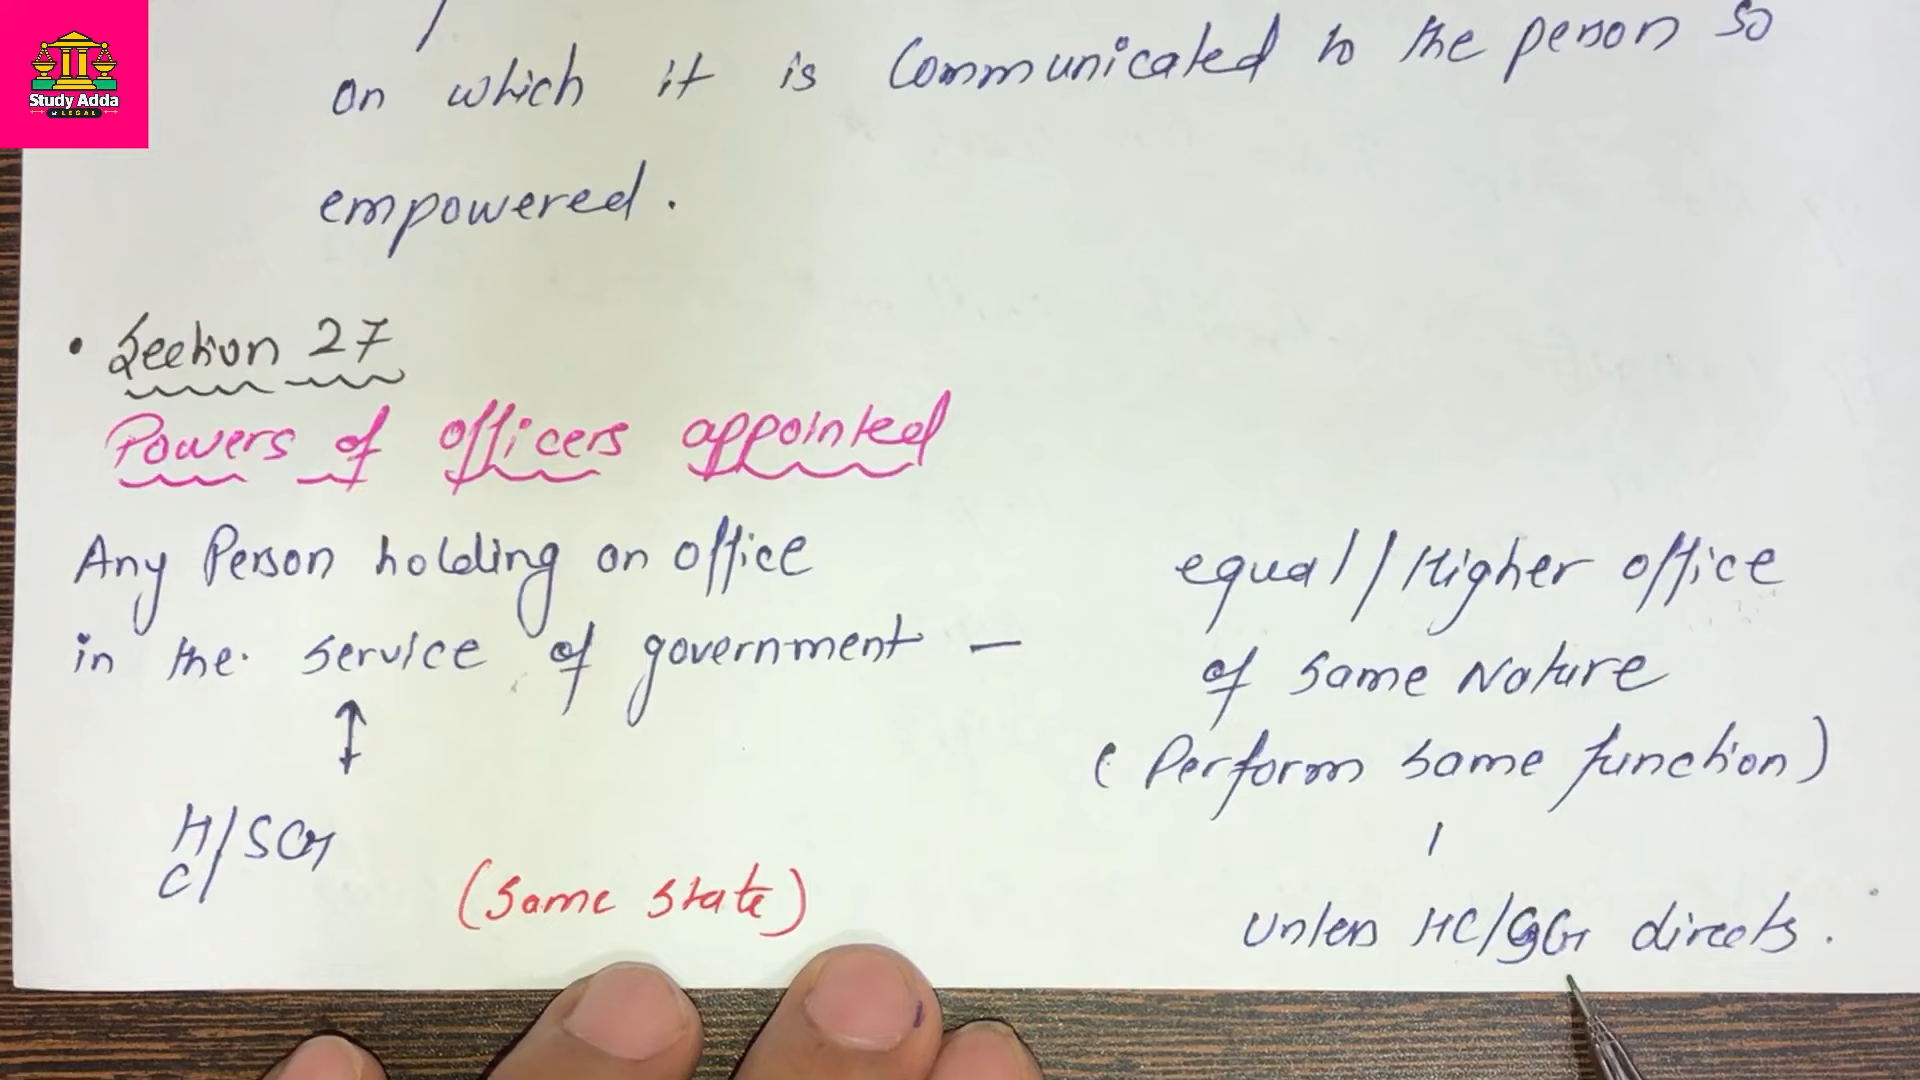 Study Adda
LEGAL
on which it is Communicated to the person so
empowered.
• Section 27
Powers of officers appointed
Any Person holding an office
in the service of government —
equal / Higher office
of Same Nature
(Perform same function)
H/SG
C
(Same state)
Unless HC/SG directs.